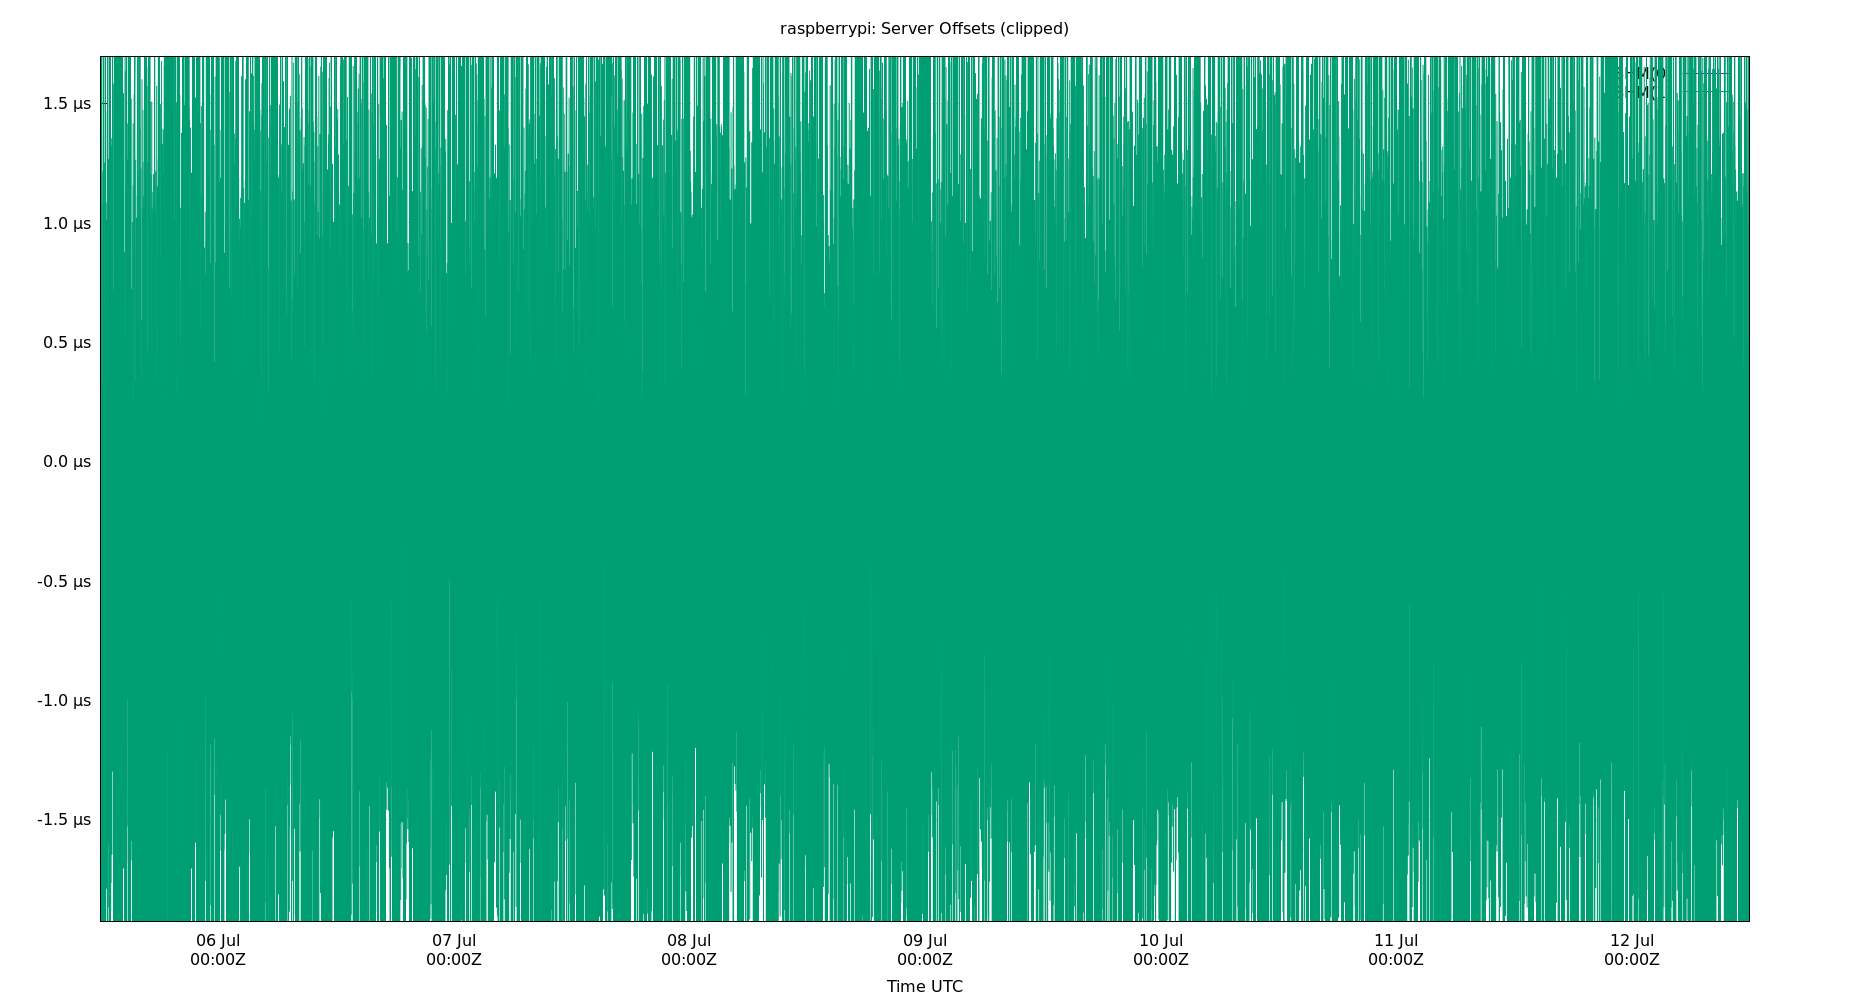 raspberrypi: Server Offsets (clipped)
1.5 µs
1.0 µs
0.5 µs
0.0 µs
-0.5 µs
-1.0 µs
-1.5 µs
06 Jul 07 Jul 08 Jul 09 Jul 10 Jul 11 Jul 12 Jul
00:00Z 00:00Z 00:00Z 00:00Z 00:00Z 00:00Z 00:00Z
Time UTC